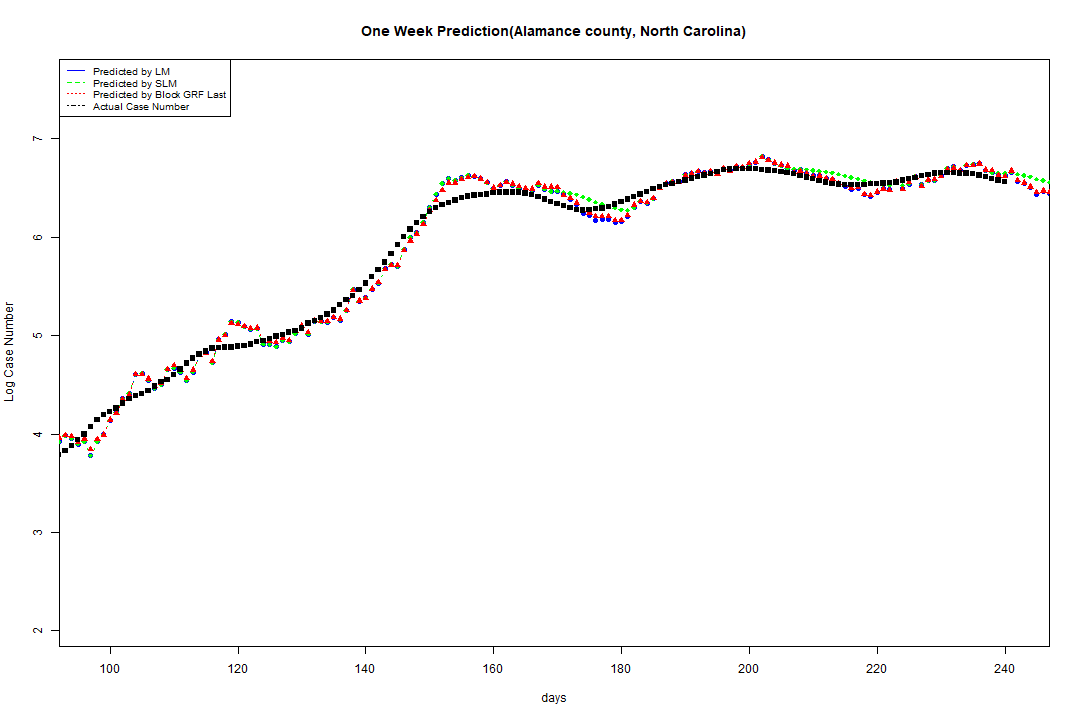 One Week Prediction(Alamance county, North Carolina)
Predicted by LM
Predicted by SLM
Predicted by Block GRF Last
Actual Case Number
Log Case Number
7
6
5
4
3
2
100 120 140 160 180 200 220 240
days